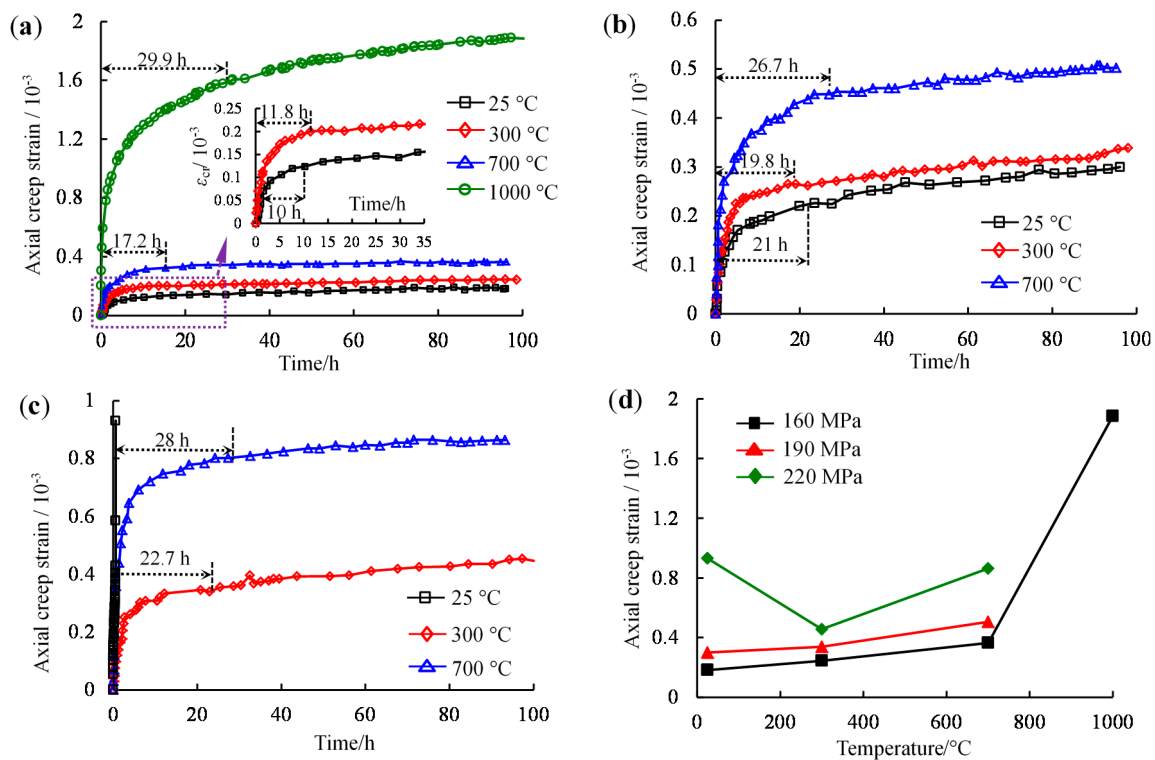 (a)
Axial creep strain / 10⁻³
2
1.6
1.2
0.8
0.4
0
0
20
40
60
80
100
Time/h
29.9 h
17.2 h
25 °C
300 °C
700 °C
1000 °C
ε_cr/ 10⁻³
0.25
0.2
0.15
0.1
0.05
0
0
5
10
15
20
25
30
35
Time/h
11.8 h
10 h
(b)
Axial creep strain / 10⁻³
0.6
0.5
0.4
0.3
0.2
0.1
0
0
20
40
60
80
100
Time/h
26.7 h
19.8 h
21 h
25 °C
300 °C
700 °C
(c)
Axial creep strain / 10⁻³
1
0.8
0.6
0.4
0.2
0
0
20
40
60
80
100
Time/h
28 h
22.7 h
25 °C
300 °C
700 °C
(d)
Axial creep strain / 10⁻³
2
1.6
1.2
0.8
0.4
0
0
200
400
600
800
1000
Temperature/°C
160 MPa
190 MPa
220 MPa